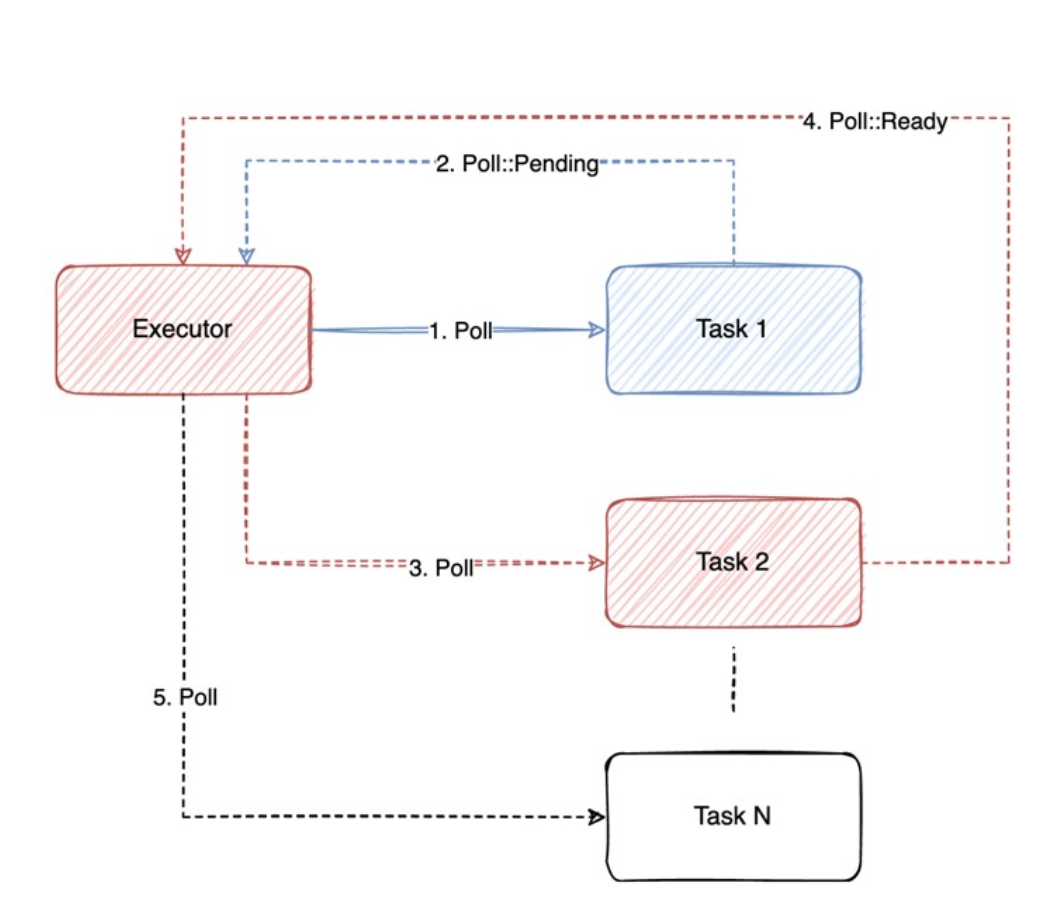 4. Poll::Ready
2. Poll::Pending
Executor
1. Poll
Task 1
3. Poll
Task 2
5. Poll
Task N